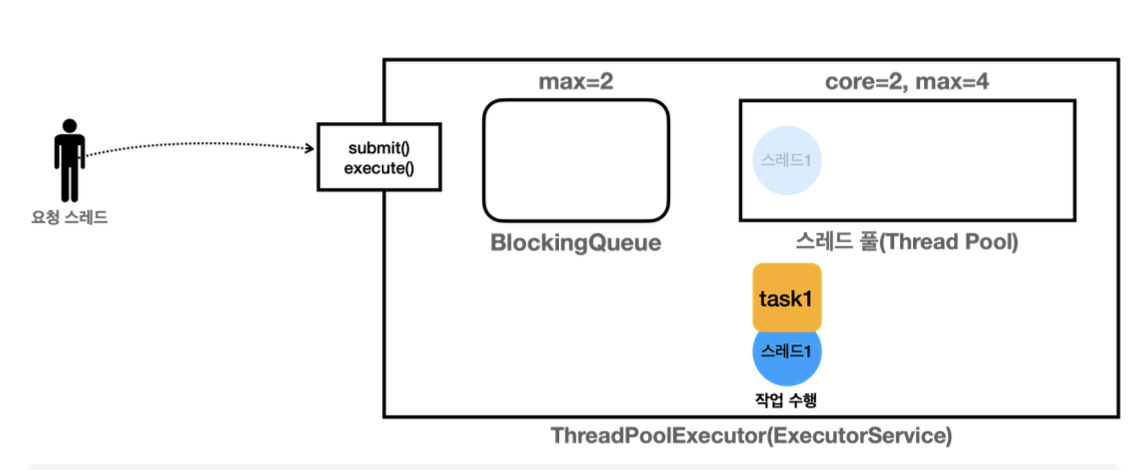 max=2
core=2, max=4
submit()
execute()
스레드1
요청 스레드
BlockingQueue
스레드 풀(Thread Pool)
task1
스레드1
작업 수행
ThreadPoolExecutor(ExecutorService)